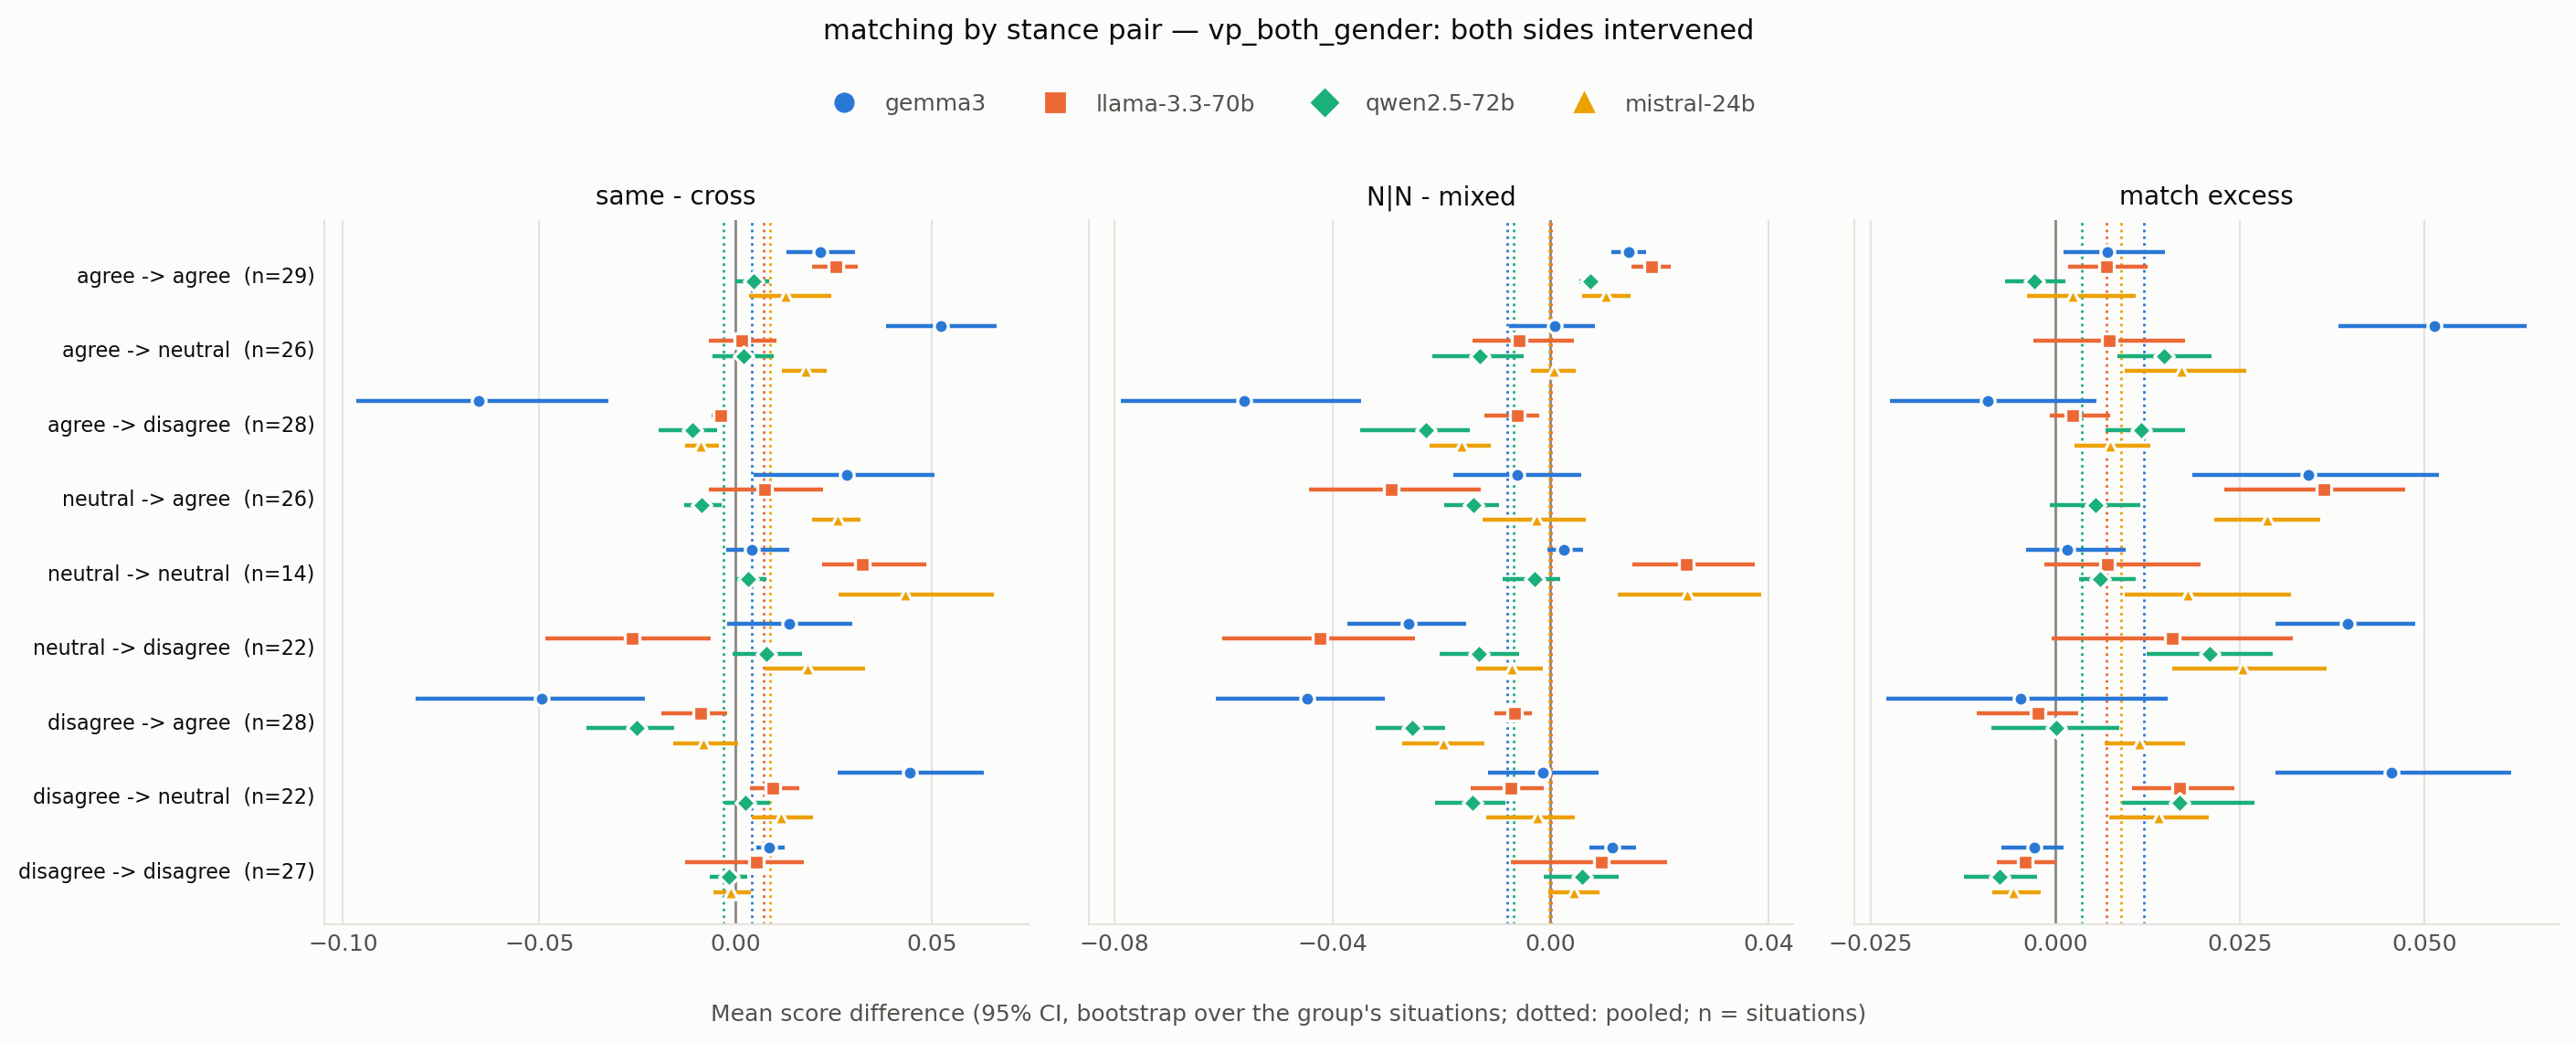 matching by stance pair — vp_both_gender: both sides intervened
gemma3 llama-3.3-70b qwen2.5-72b mistral-24b
same - cross N|N - mixed match excess
agree -> agree (n=29)
agree -> neutral (n=26)
agree -> disagree (n=28)
neutral -> agree (n=26)
neutral -> neutral (n=14)
neutral -> disagree (n=22)
disagree -> agree (n=28)
disagree -> neutral (n=22)
disagree -> disagree (n=27)
−0.10 −0.05 0.00 0.05 −0.08 −0.04 0.00 0.04 −0.025 0.000 0.025 0.050
Mean score difference (95% CI, bootstrap over the group's situations; dotted: pooled; n = situations)